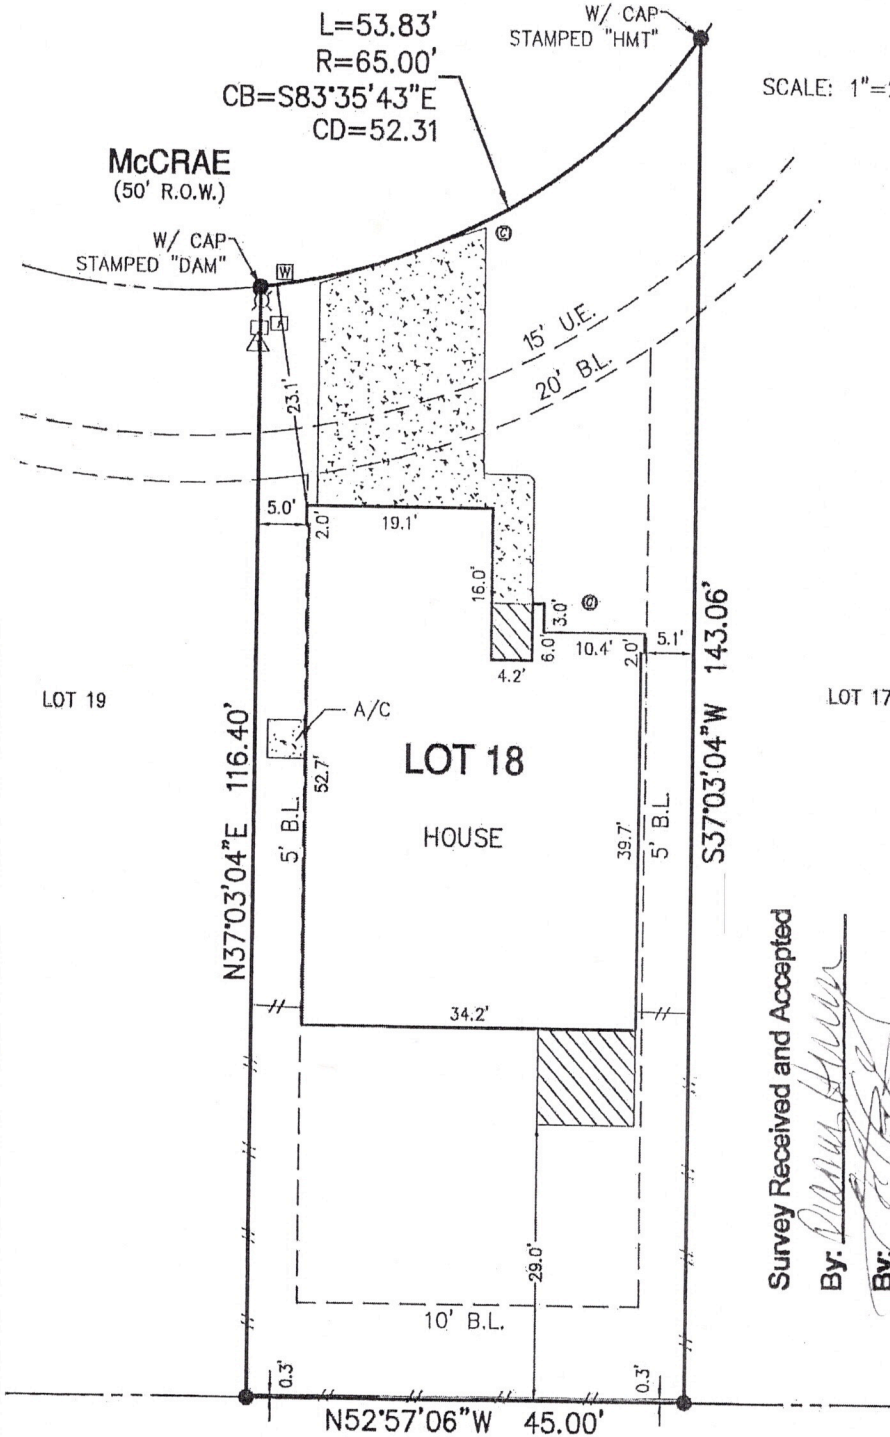 L=53.83'
R=65.00'
CB=S83°35'43"E
CD=52.31
W/ CAP
STAMPED "HMT"
SCALE: 1"=
McCRAE
(50' R.O.W.)
W/ CAP
STAMPED "DAM"
W
C
15' U.E.
20' B.L.
23.1'
5.0'
2.0'
19.1'
16.0'
3.0'
6.0'
10.4'
2.0'
5.1'
4.2'
LOT 19
A/C
LOT 18
HOUSE
LOT 17
N37°03'04"E 116.40'
52.7'
5' B.L.
39.7'
5' B.L.
S37°03'04"W 143.06'
34.2'
29.0'
10' B.L.
0.3'
0.3'
N52°57'06"W 45.00'
Survey Received and Accepted
By:
By: